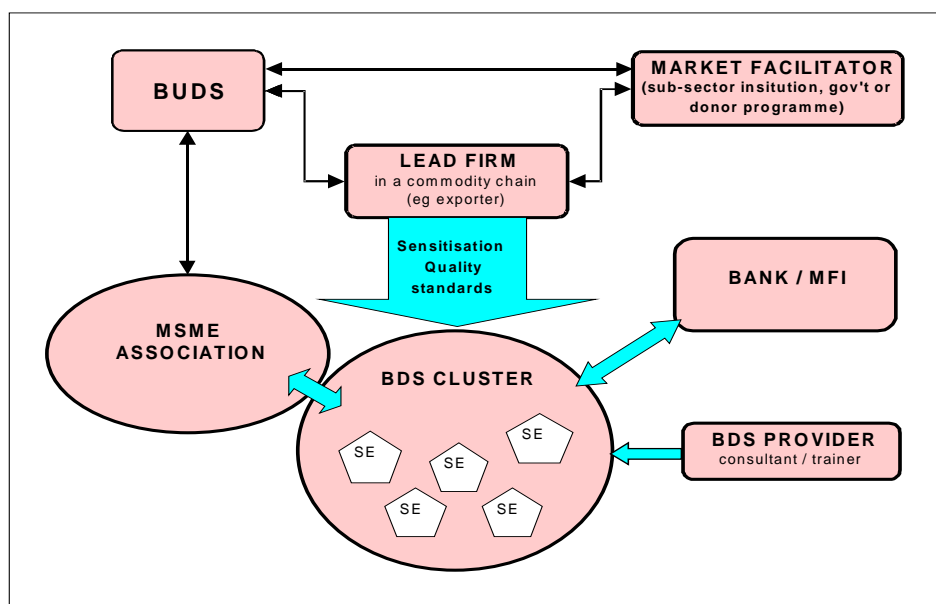 BUDS
MARKET FACILITATOR
(sub-sector insitution, gov't or
donor programme)
LEAD FIRM
in a commodity chain
(eg exporter)
Sensitisation
Quality
standards
BANK / MFI
MSME
ASSOCIATION
BDS CLUSTER
BDS PROVIDER
consultant / trainer
SE
SE
SE
SE
SE